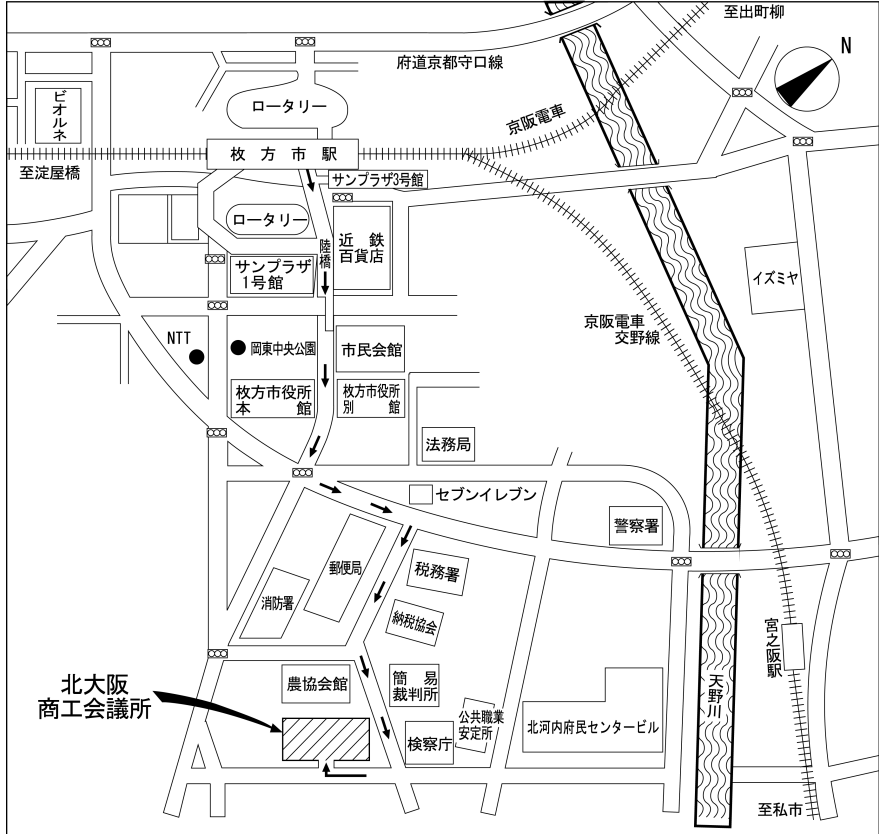 至出町柳
N
府道京都守口線
ビオルネ
ロータリー
京阪電車
枚方市駅
至淀屋橋
サンプラザ3号館
ロータリー
陸橋
近鉄
百貨店
サンプラザ
1号館
イズミヤ
京阪電車
交野線
NTT
岡東中央公園
市民会館
枚方市役所
本館
枚方市役所
別館
法務局
セブンイレブン
警察署
郵便局
税務署
消防署
納税協会
宮之阪駅
北大阪
商工会議所
農協会館
簡易
裁判所
天野川
公共職業
安定所
検察庁
北河内府民センタービル
至私市